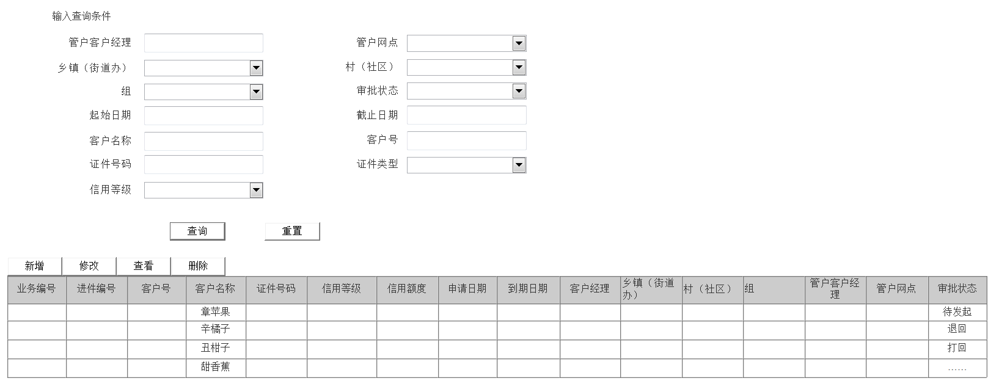 输入查询条件
管户客户经理 管户网点
乡镇（街道办） 村（社区）
组 审批状态
起始日期 截止日期
客户名称 客户号
证件号码 证件类型
信用等级
查询 重置
新增 修改 查看 删除
业务编号 进件编号 客户号 客户名称 证件号码 信用等级 信用额度 申请日期 到期日期 客户经理 乡镇（街道办） 村（社区） 组 管户客户经理 管户网点 审批状态
章苹果 待发起
辛橘子 退回
丑柑子 打回
甜香蕉 ……